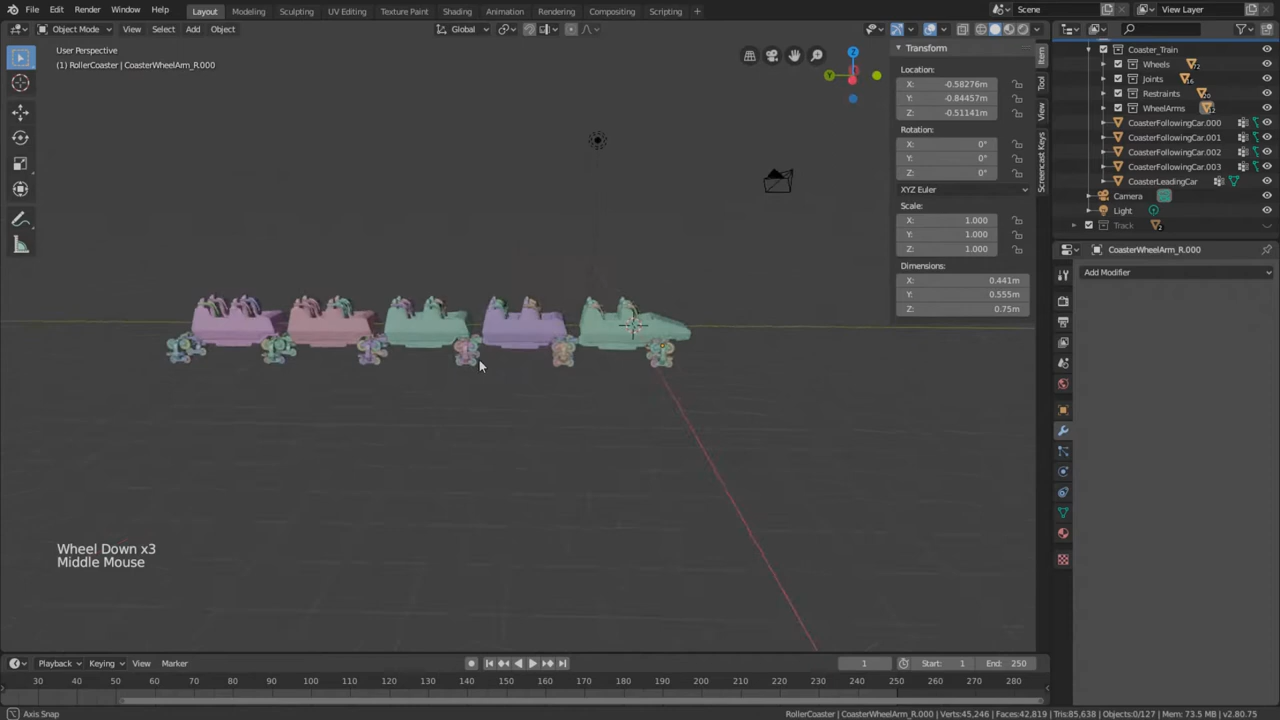 File Edit Render Window Help Layout Modeling Sculpting UV Editing Texture Paint Shading Animation Rendering Compositing Scripting + Scene View Layer
Object Mode View Select Add Object Global
User Perspective
(1) RollerCoaster | CoasterWheelArm_R.000
Y
Z
Transform
Location:
X: -0.58276m
Y: -0.84457m
Z: -0.51141m
Rotation:
X: 0°
Y: 0°
Z: 0°
XYZ Euler
Scale:
X: 1.000
Y: 1.000
Z: 1.000
Dimensions:
X: 0.441m
Y: 0.555m
Z: 0.75m
Item
Tool
View
Screencast Keys
Coaster_Train
Wheels
Joints
Restraints
WheelArms
CoasterFollowingCar.000
CoasterFollowingCar.001
CoasterFollowingCar.002
CoasterFollowingCar.003
CoasterLeadingCar
Camera
Light
Track
CoasterWheelArm_R.000
Add Modifier
Wheel Down x3
Middle Mouse
Playback Keying View Marker 1 Start: 1 End: 250
30 40 50 60 70 80 90 100 110 120 130 140 150 160 170 180 190 200 210 220 230 240 250 260 270 280
Axis Snap
RollerCoaster | CoasterWheelArm_R.000 | Verts:45,246 | Faces:42,819 | Tris:85,638 | Objects:0/127 | Mem: 73.5 MB | v2.80.75